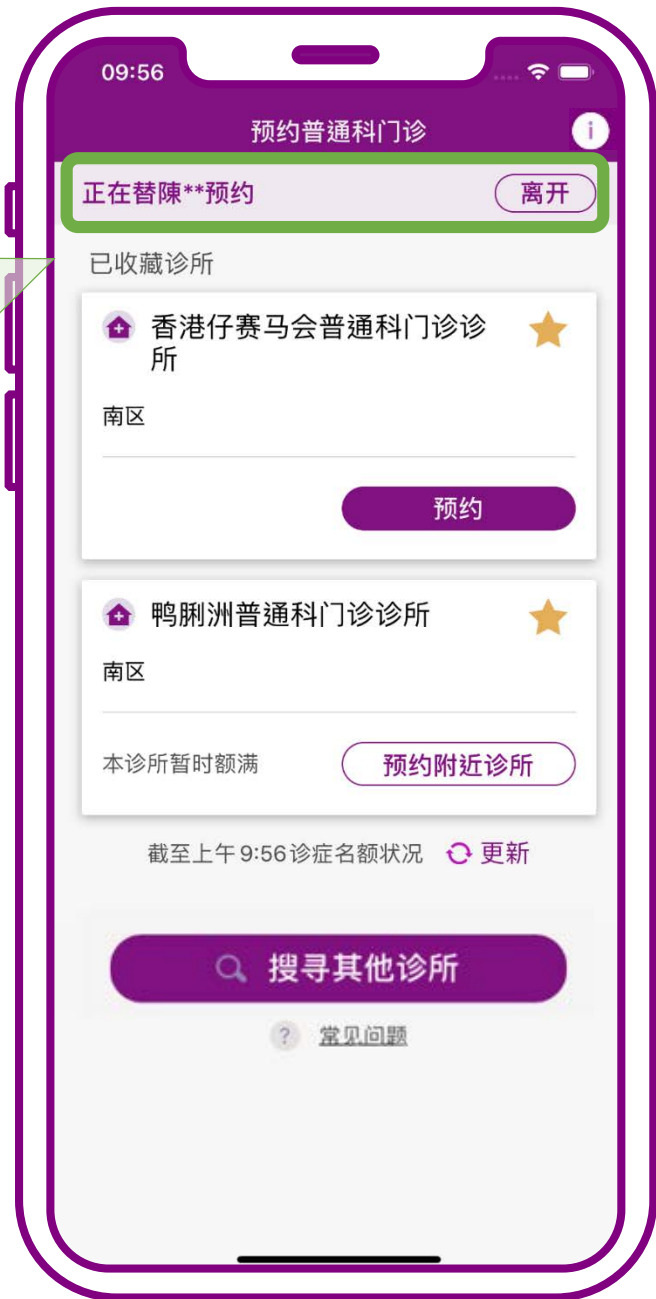 09:56
预约普通科门诊
i
正在替陳**预约
离开
已收藏诊所
香港仔赛马会普通科门诊诊
所
南区
预约
鸭脷洲普通科门诊诊所
南区
本诊所暂时额满
预约附近诊所
截至上午9:56诊症名额状况
更新
搜寻其他诊所
? 常见问题